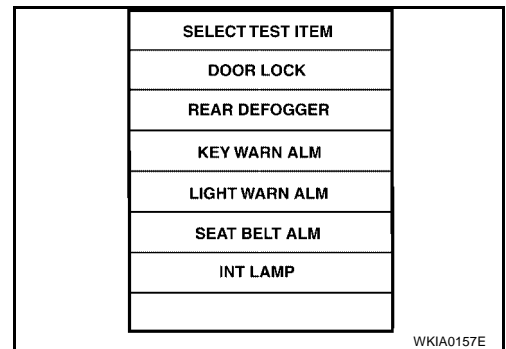 SELECT TEST ITEM
DOOR LOCK
REAR DEFOGGER
KEY WARN ALM
LIGHT WARN ALM
SEAT BELT ALM
INT LAMP
WKIA0157E